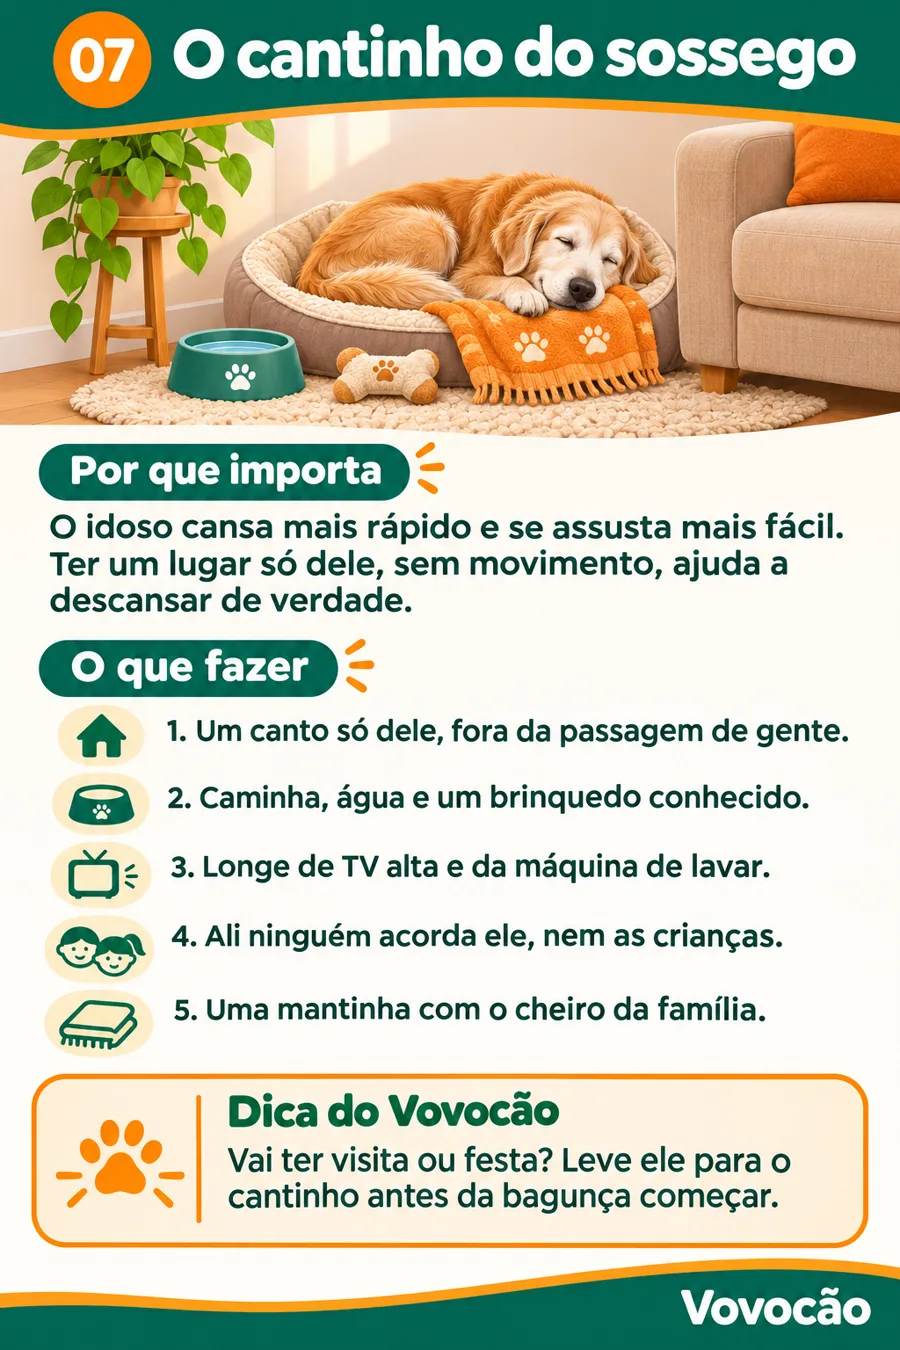 07 O cantinho do sossego
Por que importa
O idoso cansa mais rápido e se assusta mais fácil.
Ter um lugar só dele, sem movimento, ajuda a
descansar de verdade.
O que fazer
1. Um canto só dele, fora da passagem de gente.
2. Caminha, água e um brinquedo conhecido.
3. Longe de TV alta e da máquina de lavar.
4. Ali ninguém acorda ele, nem as crianças.
5. Uma mantinha com o cheiro da família.
Dica do Vovocão
Vai ter visita ou festa? Leve ele para o
cantinho antes da bagunça começar.
Vovocão